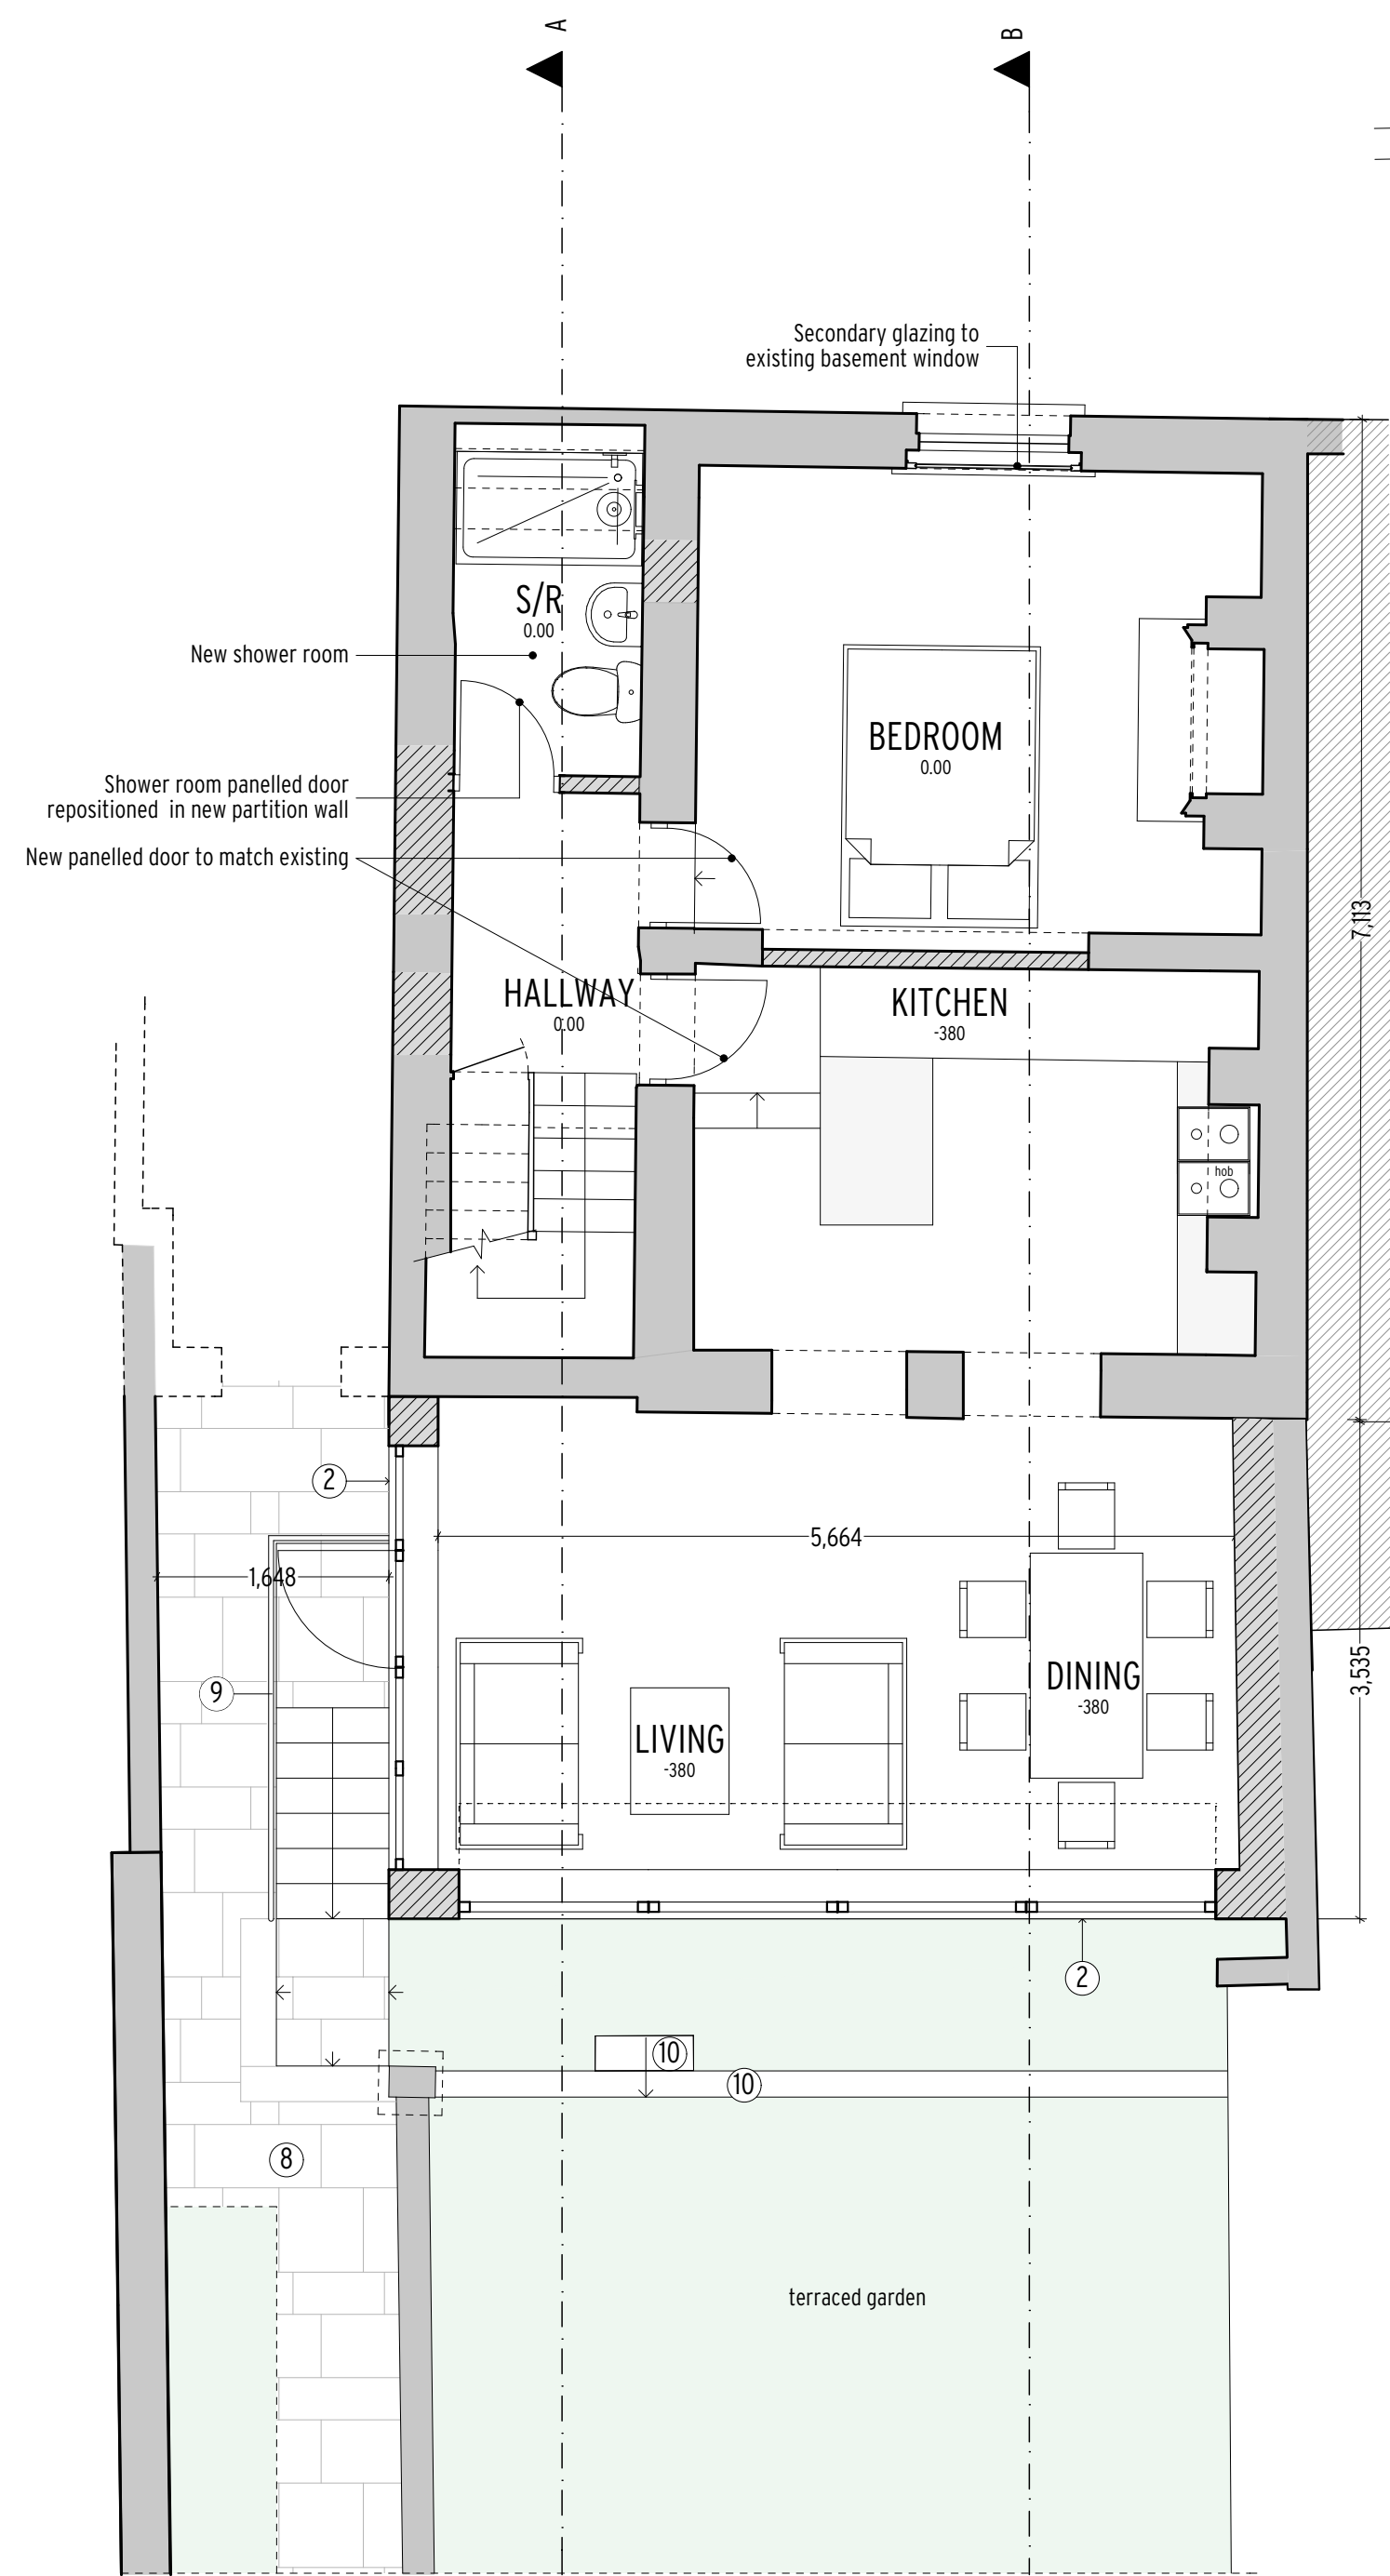 A
B
Secondary glazing to
existing basement window
S/R
0.00
New shower room
BEDROOM
0.00
Shower room panelled door
repositioned in new partition wall
New panelled door to match existing
7,113
HALLWAY
0.00
KITCHEN
-380
hob
2
5,664
1,648
9
DINING
-380
3,535
LIVING
-380
2
10
10
8
terraced garden